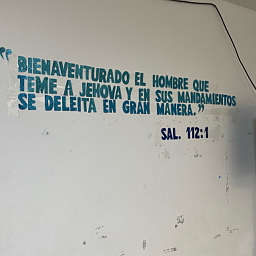 “BIENAVENTURADO EL HOMBRE QUE
TEME A JEHOVA Y EN SUS MANDAMIENTOS
SE DELEITA EN GRAN MANERA.”
SAL. 112:1